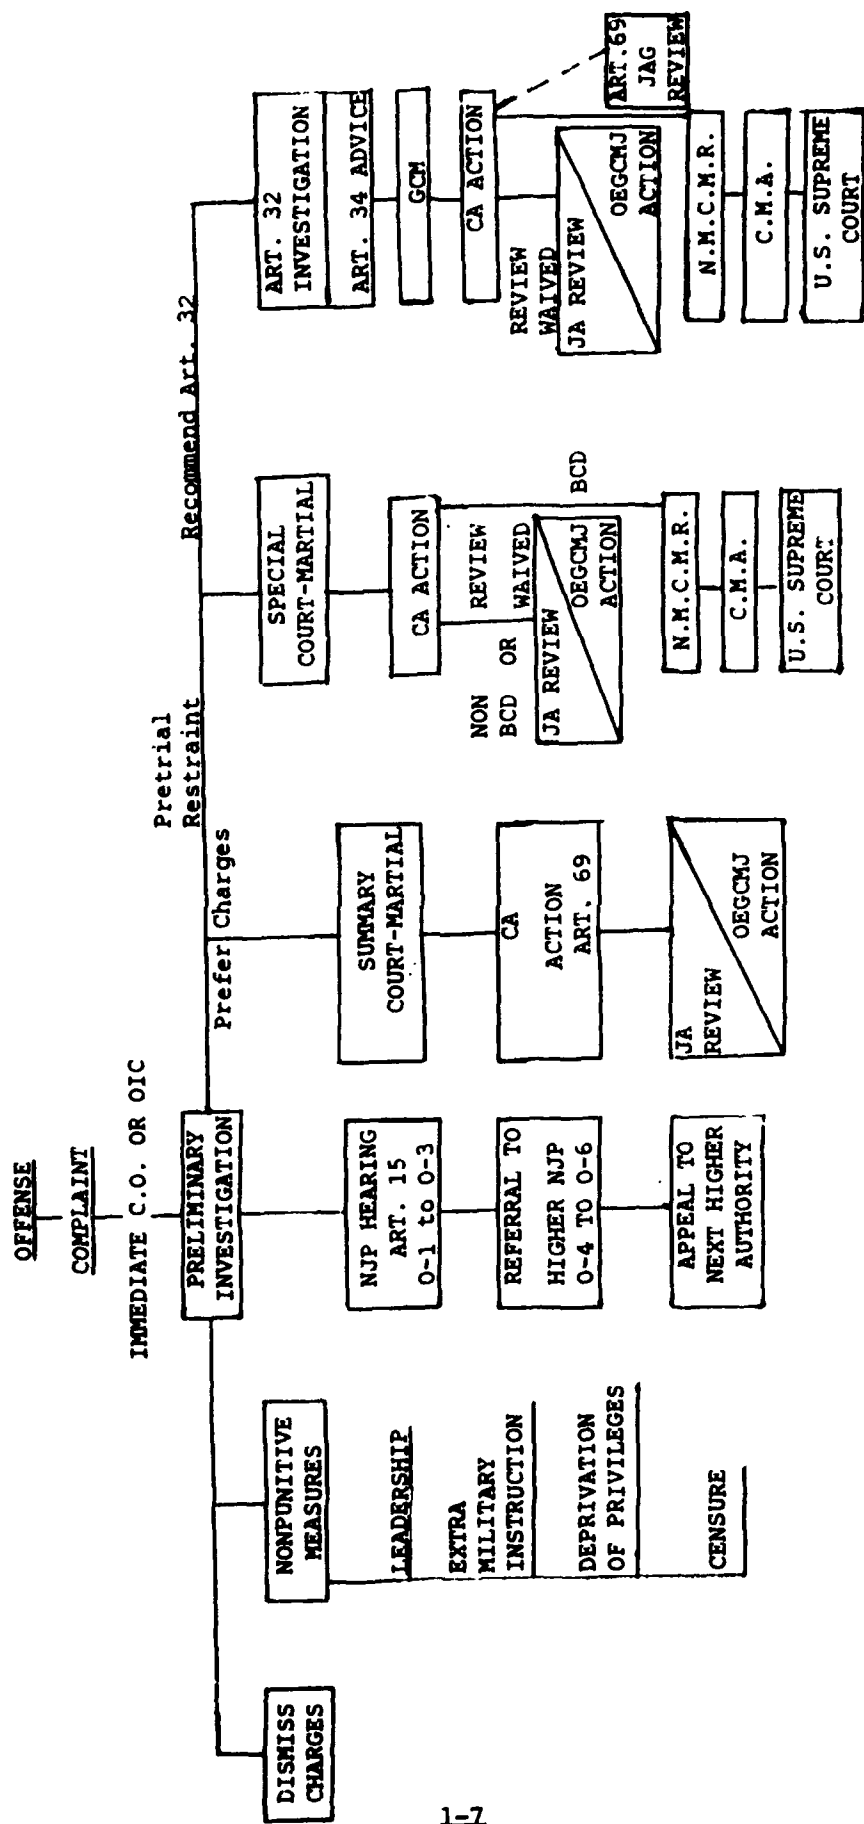 OFFENSE
COMPLAINT
IMMEDIATE C.O. OR OIC
PRELIMINARY
INVESTIGATION
Pretrial
Restraint
Prefer Charges
Recommend Art. 32
DISMISS
CHARGES
NONPUNITIVE
MEASURES
LEADERSHIP
EXTRA
MILITARY
INSTRUCTION
DEPRIVATION
OF PRIVILEGES
CENSURE
NJP HEARING
ART. 15
O-1 to O-3
REFERRAL TO
HIGHER NJP
O-4 TO O-6
APPEAL TO
NEXT HIGHER
AUTHORITY
SUMMARY
COURT-MARTIAL
CA
ACTION
ART. 69
JA
REVIEW
OEGCMJ
ACTION
SPECIAL
COURT-MARTIAL
CA ACTION
NON
BCD OR
REVIEW
WAIVED
BCD
JA REVIEW
OEGCMJ
ACTION
N.M.C.M.R.
C.M.A.
U.S. SUPREME
COURT
ART. 32
INVESTIGATION
ART. 34 ADVICE
GCM
CA ACTION
ART.69
JAG
REVIEW
REVIEW
WAIVED
JA REVIEW
OEGCMJ
ACTION
N.M.C.M.R.
C.M.A.
U.S. SUPREME
COURT
1-7